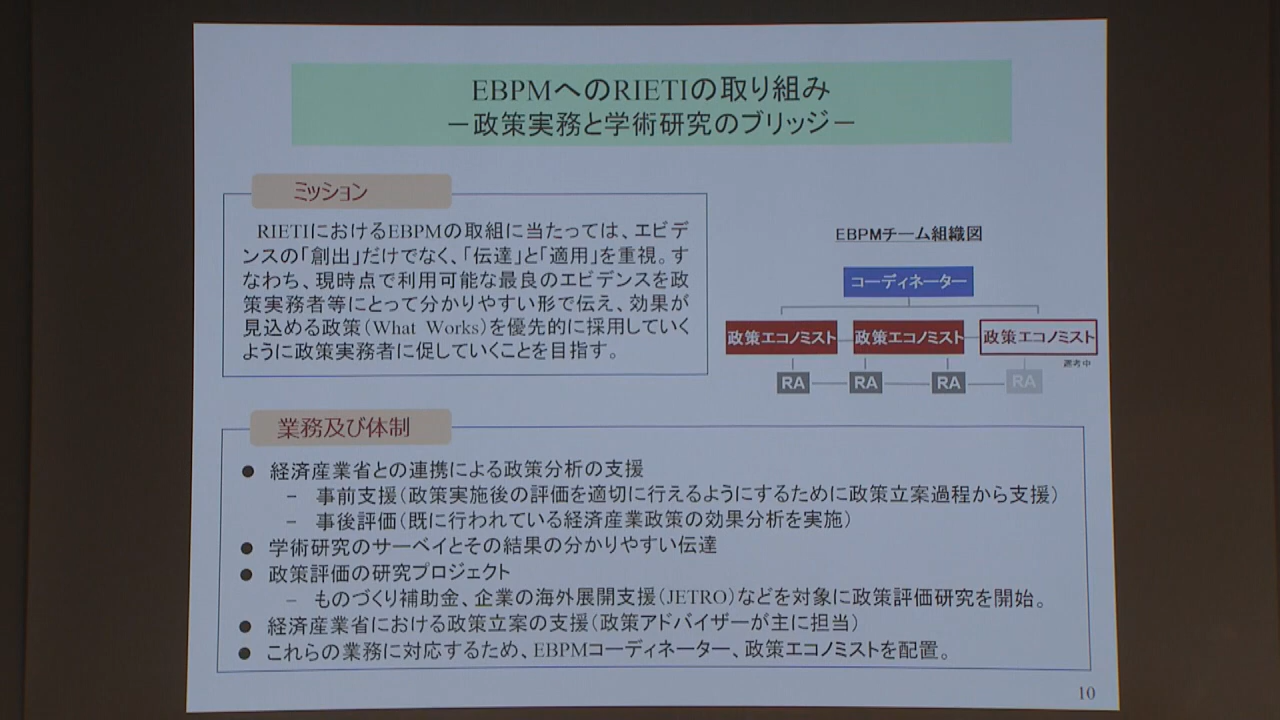 EBPMへのRIETIの取り組み
－政策実務と学術研究のブリッジ－
ミッション
RIETIにおけるEBPMの取組に当たっては、エビデ
ンスの「創出」だけでなく、「伝達」と「適用」を重視。す
なわち、現時点で利用可能な最良のエビデンスを政
策実務者等にとって分かりやすい形で伝え、効果が
見込める政策（What Works）を優先的に採用していく
ように政策実務者に促していくことを目指す。
EBPMチーム組織図
コーディネーター
政策エコノミスト 政策エコノミスト 政策エコノミスト
選考中
RA RA RA RA
業務及び体制
● 経済産業省との連携による政策分析の支援
－ 事前支援（政策実施後の評価を適切に行えるようにするために政策立案過程から支援）
－ 事後評価（既に行われている経済産業政策の効果分析を実施）
● 学術研究のサーベイとその結果の分かりやすい伝達
● 政策評価の研究プロジェクト
－ ものづくり補助金、企業の海外展開支援（JETRO）などを対象に政策評価研究を開始。
● 経済産業省における政策立案の支援（政策アドバイザーが主に担当）
● これらの業務に対応するため、EBPMコーディネーター、政策エコノミストを配置。
10